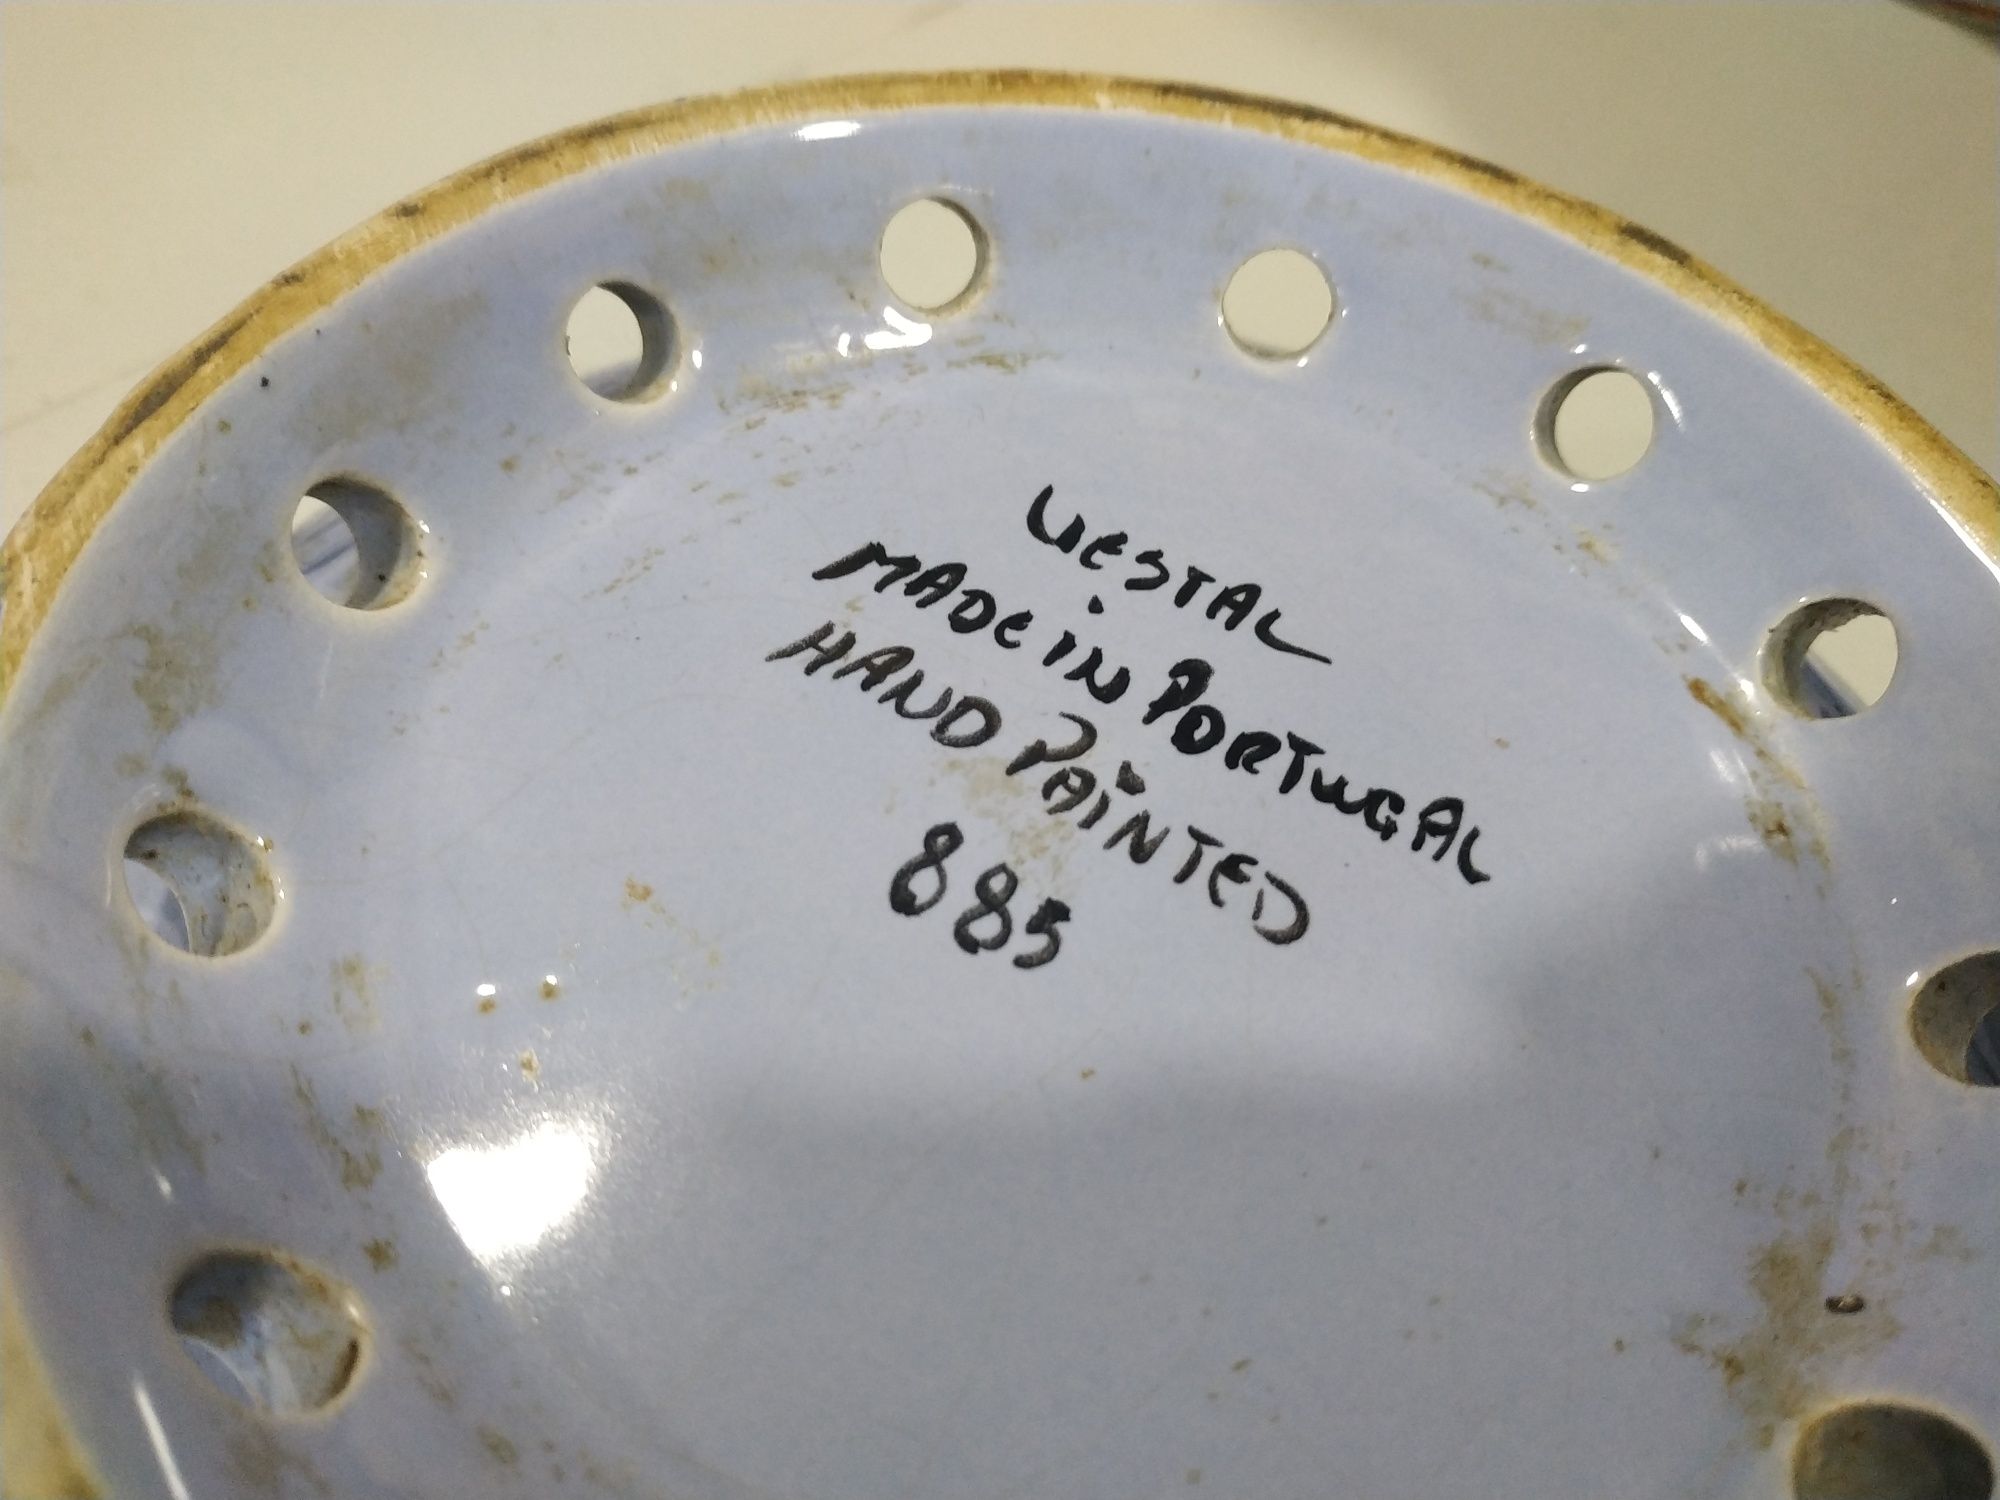 VESTAL
MADE IN PORTUGAL
HAND PAINTED
885